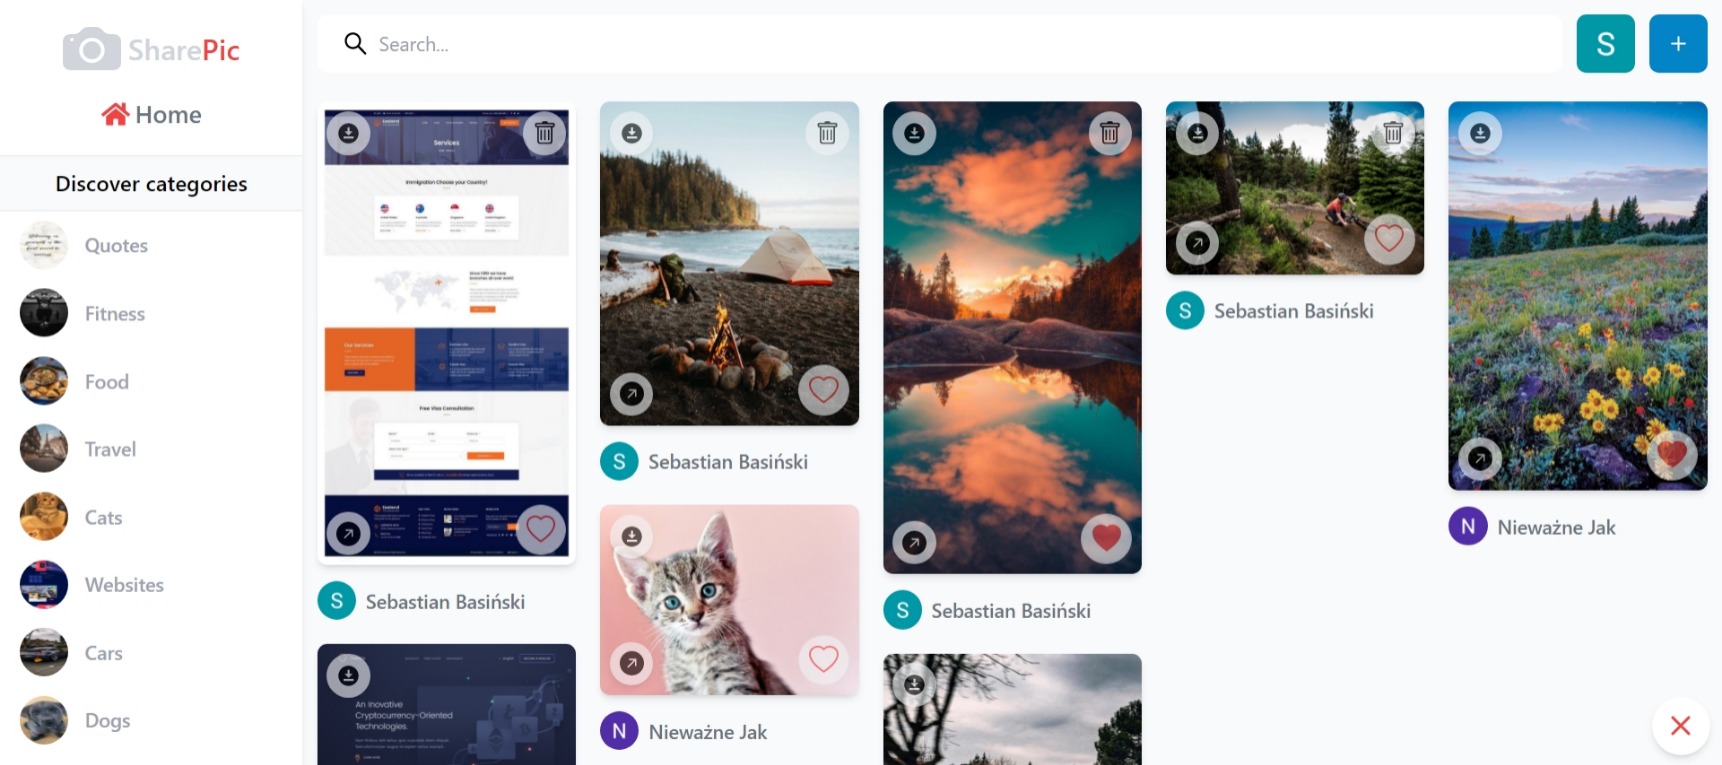 SharePic
Home
Discover categories
Quotes
Fitness
Food
Travel
Cats
Websites
Cars
Dogs
Search...
S
+
Services
Immigration Choose your Country!
Our Services
Free Visa Consultation
S Sebastian Basiński
An Inovative
Cryptocurrency-Oriented
Technologies.
S Sebastian Basiński
N Nieważne Jak
S Sebastian Basiński
S Sebastian Basiński
N Nieważne Jak